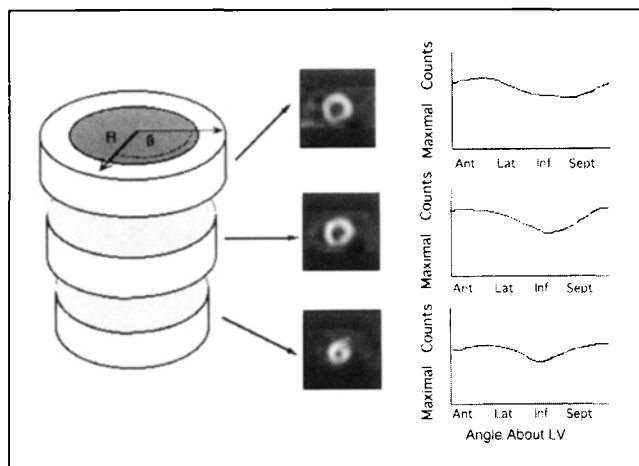 R θ
Maximal Counts
Ant Lat Inf Sept
Maximal Counts
Ant Lat Inf Sept
Maximal Counts
Ant Lat Inf Sept
Angle About LV